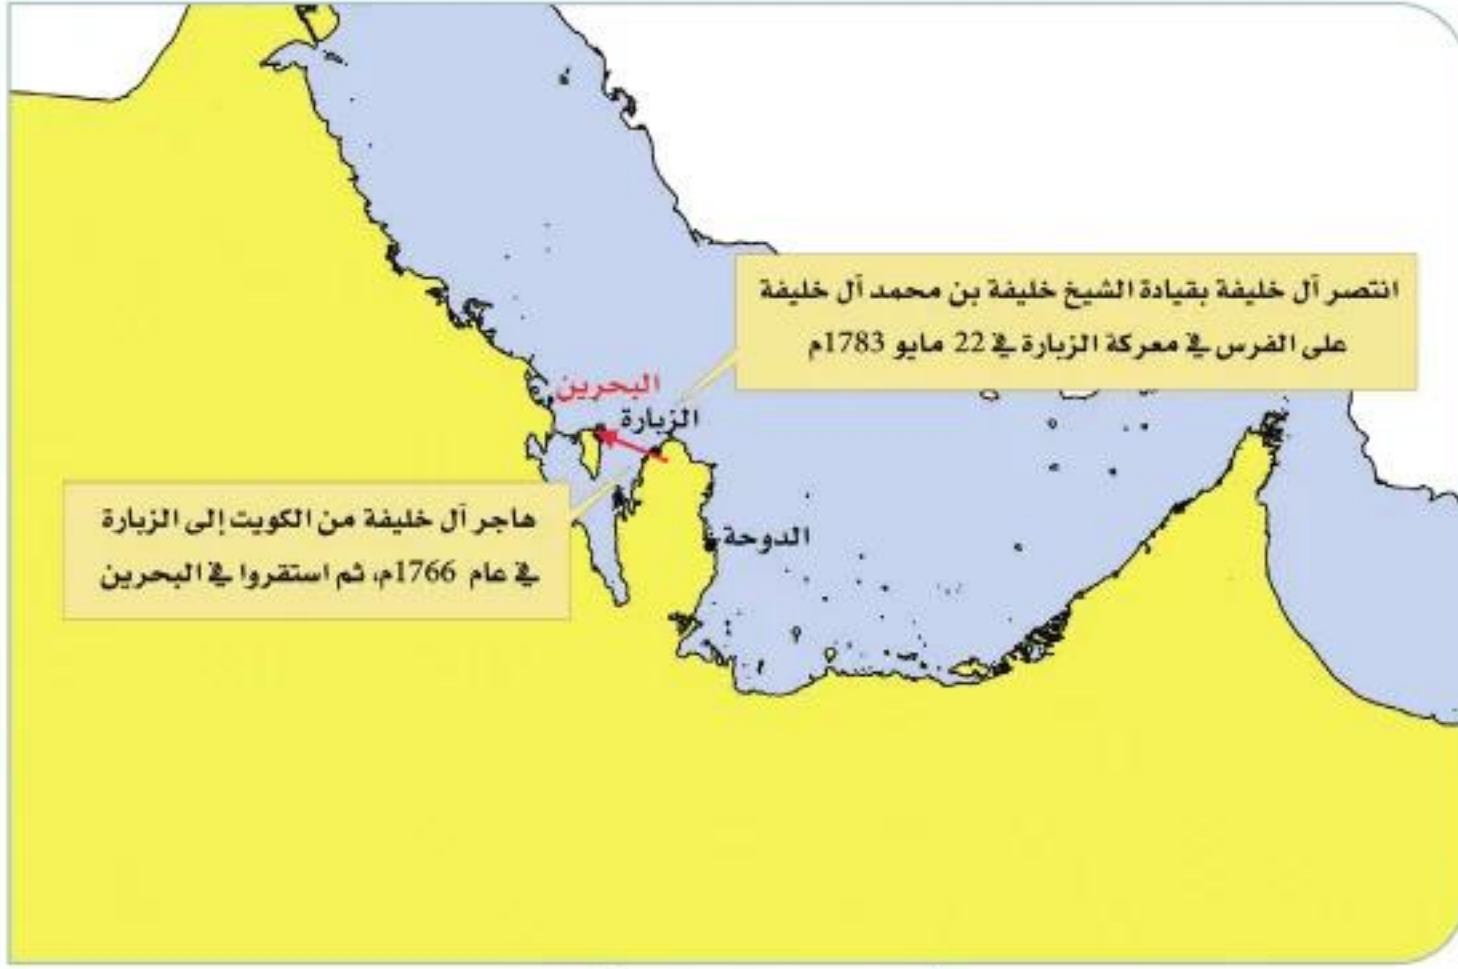 انتصر آل خليفة بقيادة الشيخ خليفة بن محمد آل خليفة
على الفرس في معركة الزبارة في 22 مايو 1783م
البحرين
الزبارة
هاجر آل خليفة من الكويت إلى الزبارة
في عام 1766م، ثم استقروا في البحرين
الدوحة